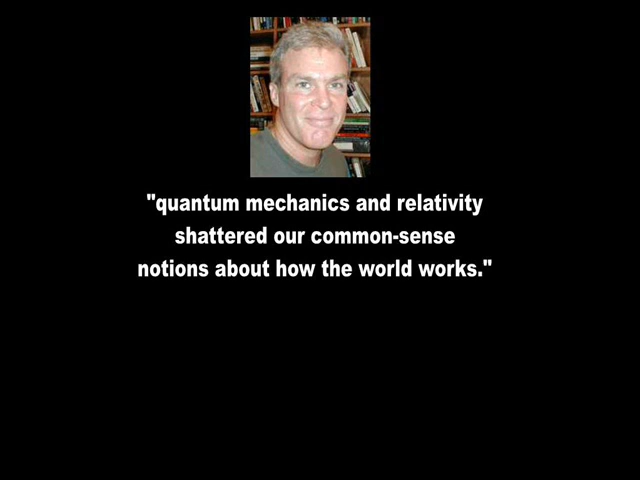 "quantum mechanics and relativity
shattered our common-sense
notions about how the world works."